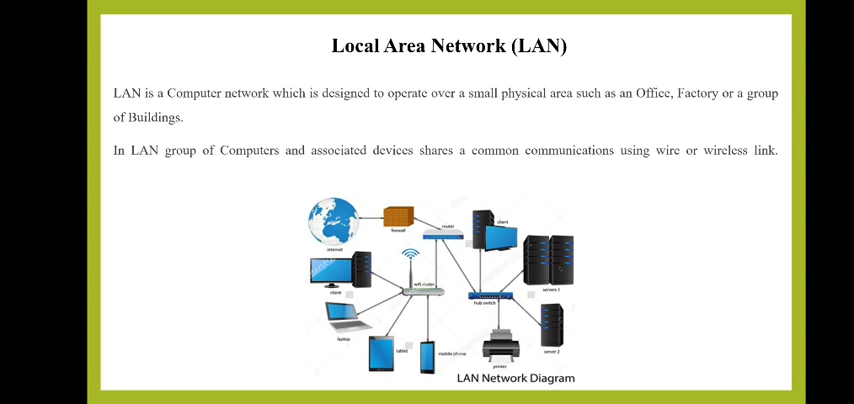 Local Area Network (LAN)
LAN is a Computer network which is designed to operate over a small physical area such as an Office, Factory or a group
of Buildings.
In LAN group of Computers and associated devices shares a common communications using wire or wireless link.
internet
firewall
router
client
client
wifi router
servers 1
hub switch
laptop
tablet
mobile phone
printer
server 2
LAN Network Diagram